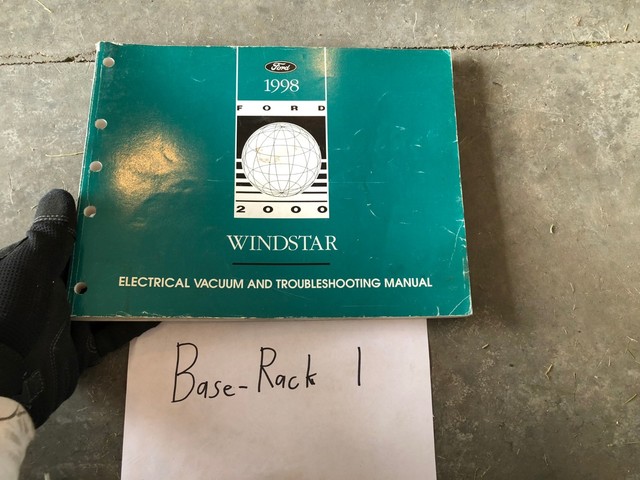 Ford
1998
FORD
2000
WINDSTAR
ELECTRICAL VACUUM AND TROUBLESHOOTING MANUAL
Base-Rack 1